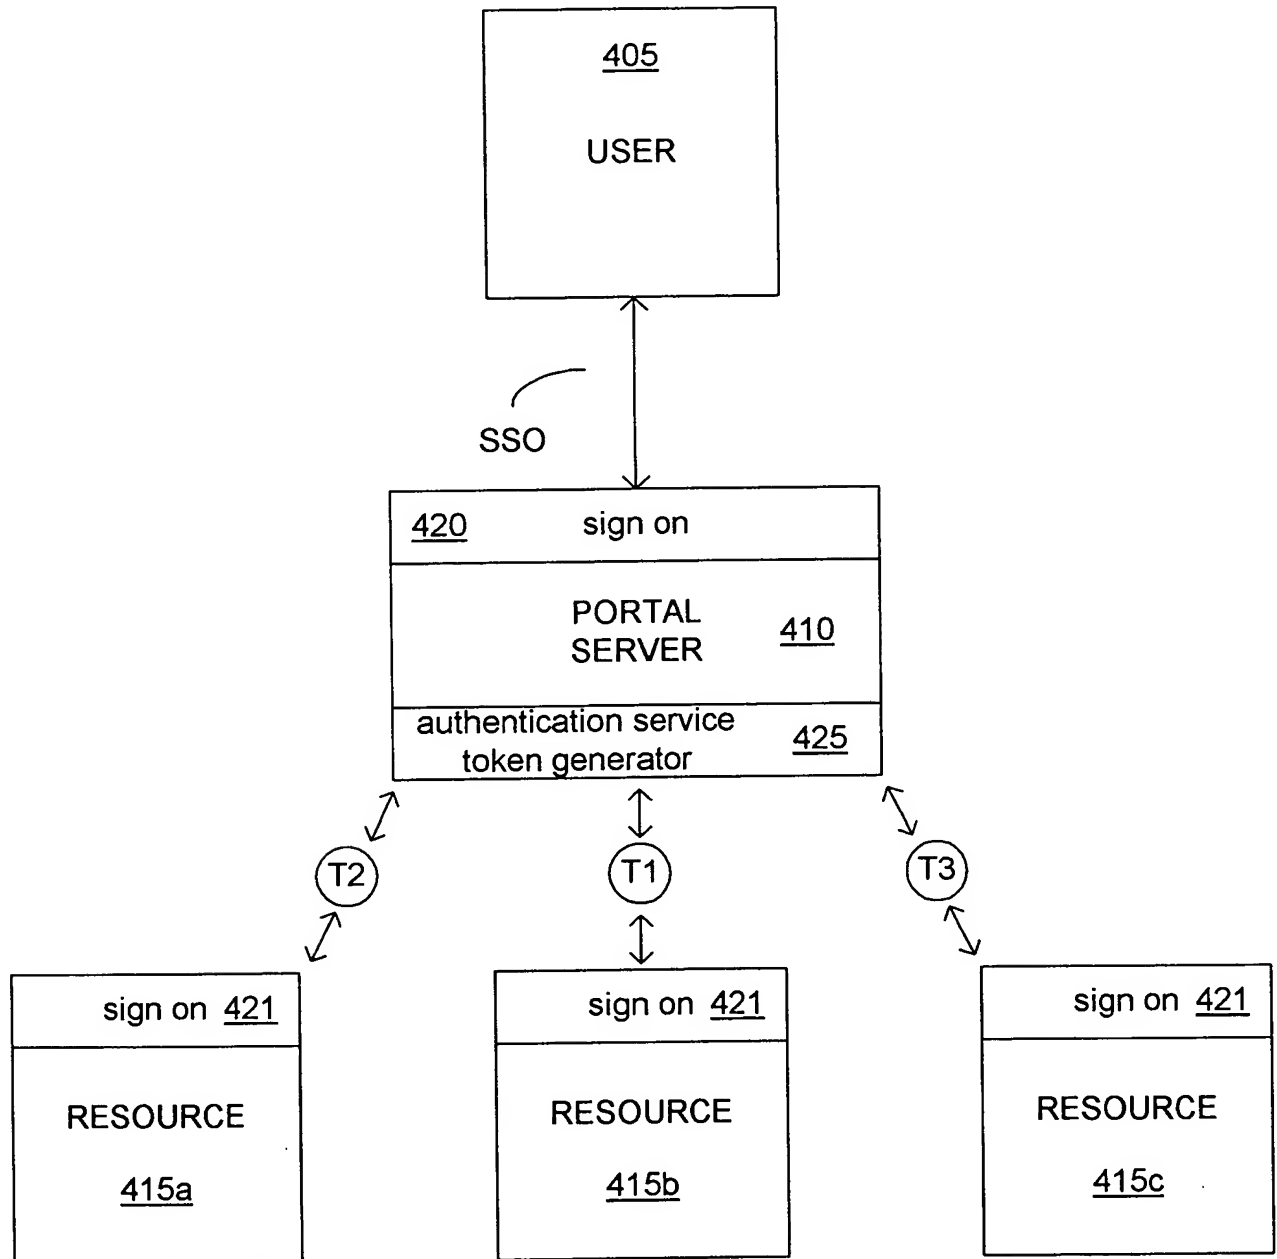 405
USER
SSO
420 sign on
PORTAL
SERVER 410
authentication service
token generator 425
T2 T1 T3
sign on 421
RESOURCE
415a
sign on 421
RESOURCE
415b
sign on 421
RESOURCE
415c